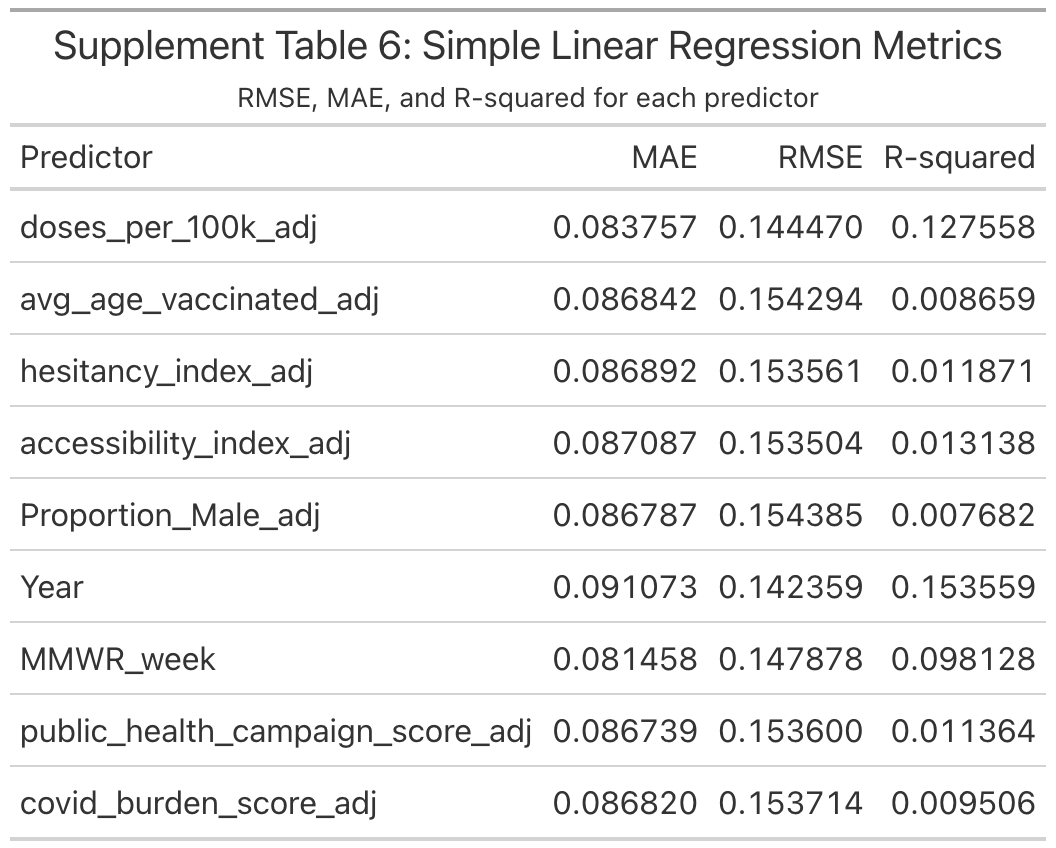 Supplement Table 6: Simple Linear Regression Metrics
RMSE, MAE, and R-squared for each predictor
Predictor MAE RMSE R-squared
doses_per_100k_adj 0.083757 0.144470 0.127558
avg_age_vaccinated_adj 0.086842 0.154294 0.008659
hesitancy_index_adj 0.086892 0.153561 0.011871
accessibility_index_adj 0.087087 0.153504 0.013138
Proportion_Male_adj 0.086787 0.154385 0.007682
Year 0.091073 0.142359 0.153559
MMWR_week 0.081458 0.147878 0.098128
public_health_campaign_score_adj 0.086739 0.153600 0.011364
covid_burden_score_adj 0.086820 0.153714 0.009506